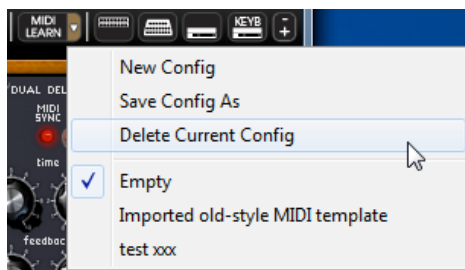 MIDI
LEARN
KEYB
DUAL DEL
MIDI
SYNC
time
feedbac
New Config
Save Config As
Delete Current Config
Empty
Imported old-style MIDI template
test xxx